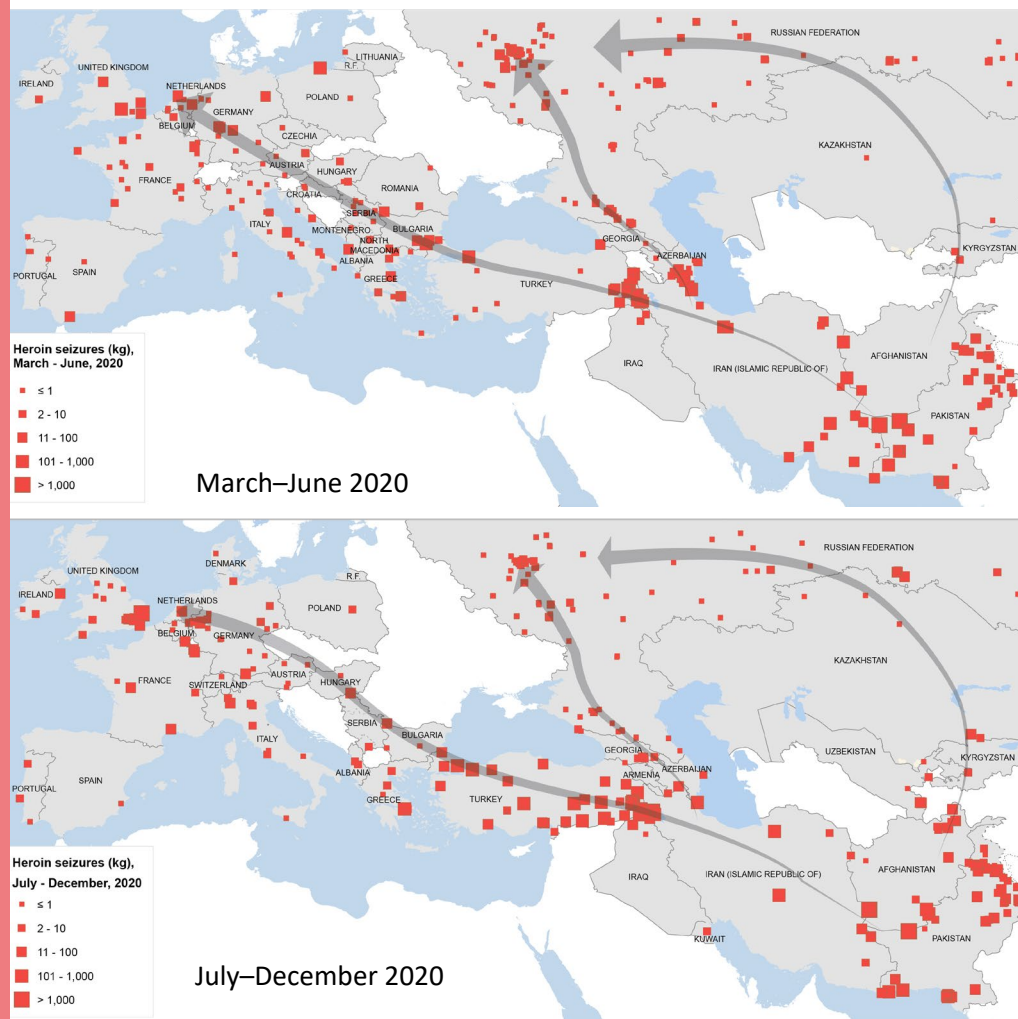 RUSSIAN FEDERATION
LITHUANIA
R.F.
UNITED KINGDOM
IRELAND
NETHERLANDS
POLAND
GERMANY
BELGIUM
CZECHIA
KAZAKHSTAN
AUSTRIA
HUNGARY
FRANCE
ROMANIA
CROATIA
SERBIA
ITALY
MONTENEGRO
BULGARIA
GEORGIA
NORTH
MACEDONIA
KYRGYZSTAN
ALBANIA
AZERBAIJAN
PORTUGAL
SPAIN
GREECE
TURKEY
Heroin seizures (kg),
March - June, 2020
≤ 1
2 - 10
11 - 100
101 - 1,000
> 1,000
AFGHANISTAN
IRAQ
IRAN (ISLAMIC REPUBLIC OF)
PAKISTAN
March–June 2020
RUSSIAN FEDERATION
DENMARK
UNITED KINGDOM
R.F.
IRELAND
NETHERLANDS
POLAND
BELGIUM
GERMANY
KAZAKHSTAN
AUSTRIA
FRANCE
SWITZERLAND
HUNGARY
SERBIA
BULGARIA
ITALY
GEORGIA
UZBEKISTAN
KYRGYZSTAN
AZERBAIJAN
ALBANIA
ARMENIA
SPAIN
PORTUGAL
GREECE
TURKEY
Heroin seizures (kg),
July - December, 2020
≤ 1
2 - 10
11 - 100
101 - 1,000
> 1,000
AFGHANISTAN
IRAQ
IRAN (ISLAMIC REPUBLIC OF)
KUWAIT
PAKISTAN
July–December 2020